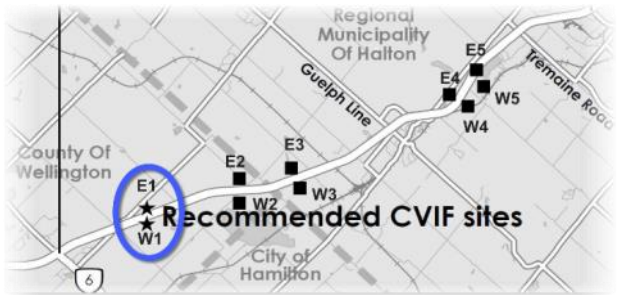 Regional
Municipality
Of Halton
E5
Tremaine Road
Guelph Line
E4
W5
W4
County Of
Wellington
E3
E2
E1
W3
W2
Recommended CVIF sites
W1
City of
Hamilton
6